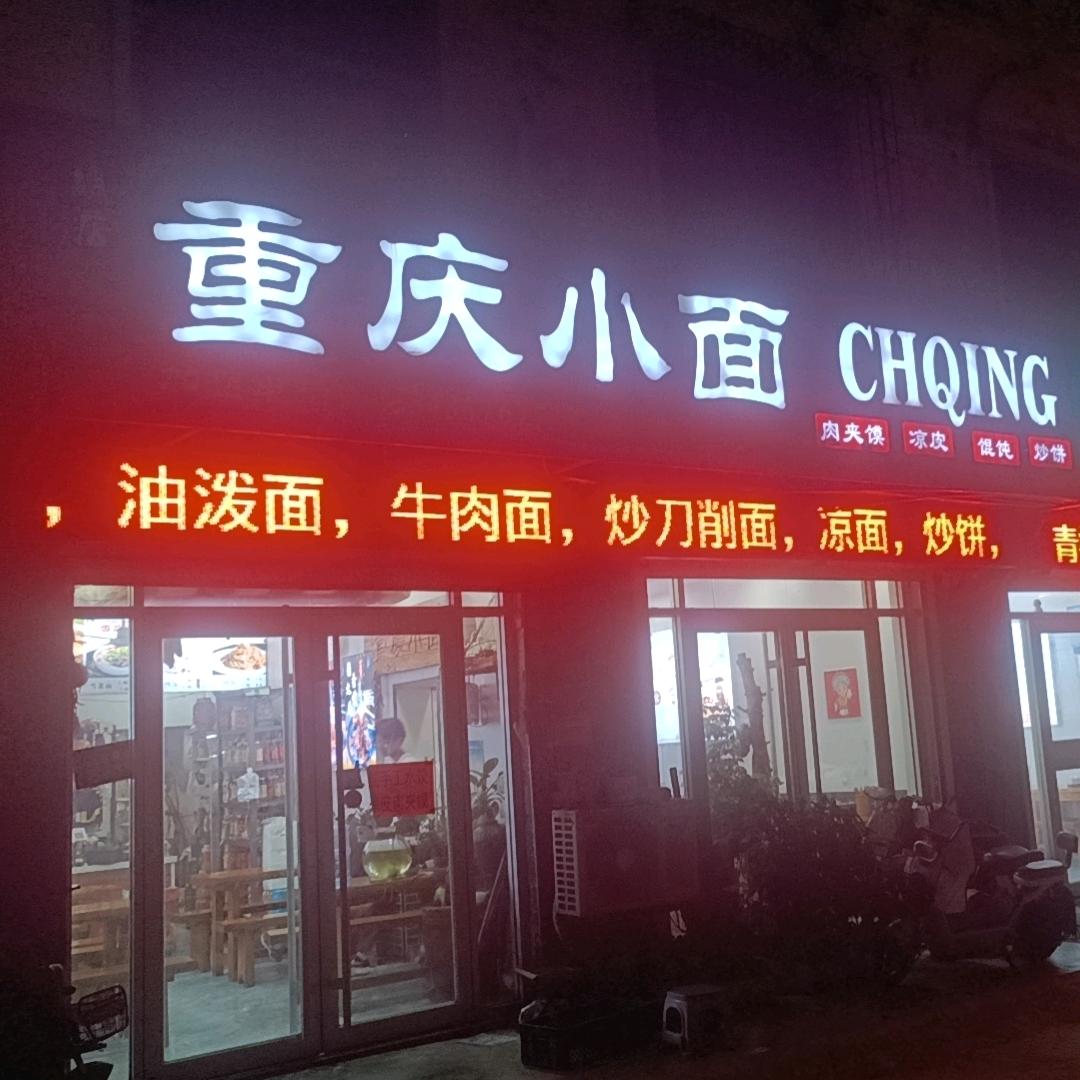 重庆小面 CHQING
肉夹馍 凉皮 馄饨 炒饼
，油泼面，牛肉面，炒刀削面，凉面，炒饼， 青